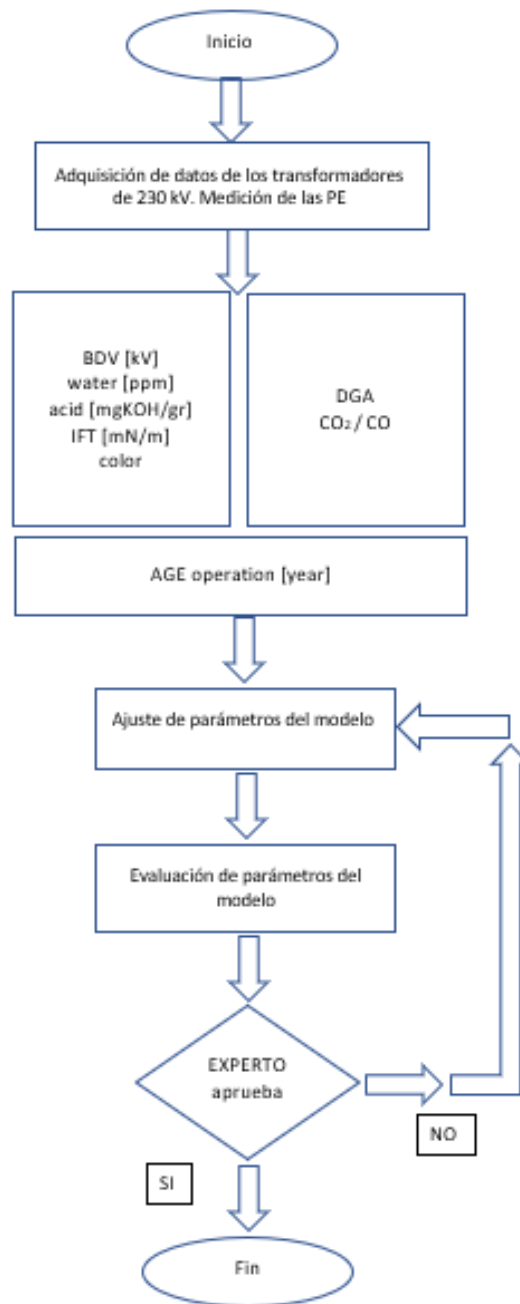 Inicio
Adquisición de datos de los transformadores
de 230 kV. Medición de las PE
BDV [kV]
water [ppm]
acid [mgKOH/gr]
IFT [mN/m]
color
DGA
CO₂ / CO
AGE operation [year]
Ajuste de parámetros del modelo
Evaluación de parámetros del
modelo
EXPERTO
aprueba
NO
SI
Fin